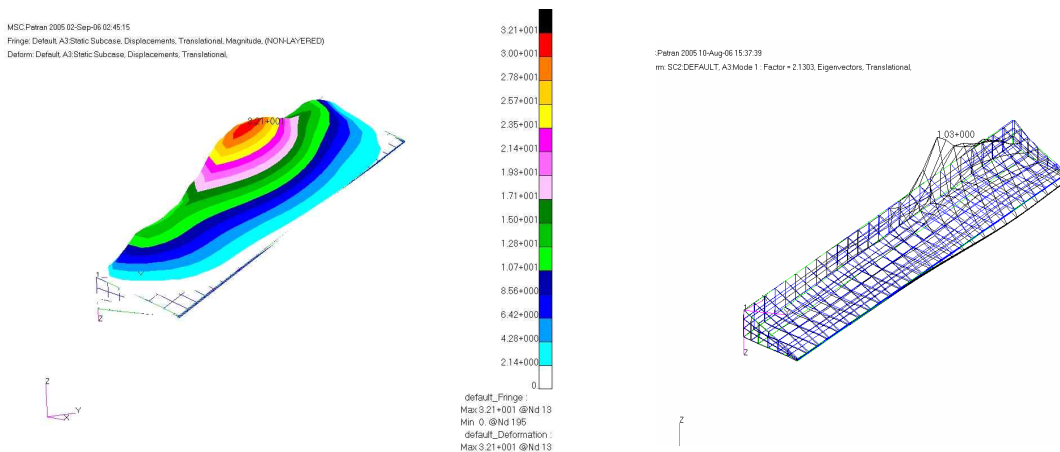 MSC.Patran 2005 02-Sep-06 02:45:15
Fringe: Default, A3:Static Subcase, Displacements, Translational, Magnitude, (NON-LAYERED)
Deform: Default, A3:Static Subcase, Displacements, Translational,
3.21+001
3.00+001
2.78+001
2.57+001
2.35+001
2.14+001
1.93+001
1.71+001
1.50+001
1.28+001
1.07+001
8.56+000
6.42+000
4.28+000
2.14+000
0.
3.21+001
1
Y
Z
Z
Y
X
default_Fringe :
Max 3.21+001 @Nd 13
Min 0. @Nd 195
default_Deformation :
Max 3.21+001 @Nd 13
:.Patran 2005 10-Aug-06 15:37:39
rm: SC2:DEFAULT, A3:Mode 1 : Factor = 2.1303, Eigenvectors, Translational,
1.03+000
1
Z
Z